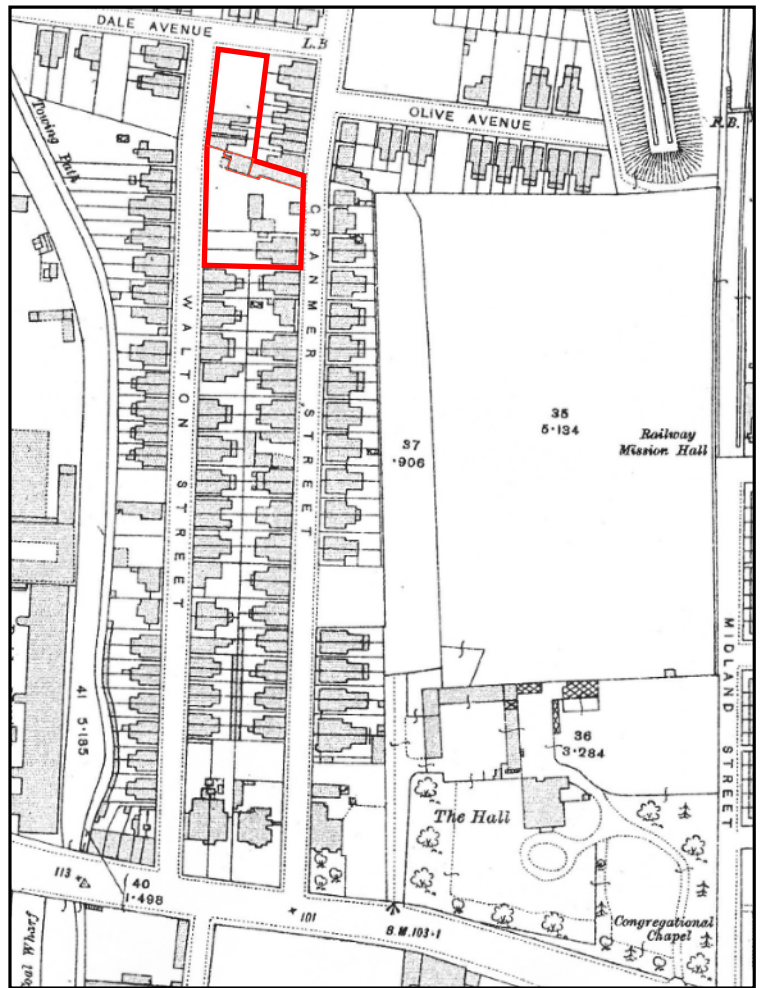 DALE AVENUE
L.B
OLIVE AVENUE
F.B.
Towing Path
CRANMER STREET
WALTON STREET
35
5·134
37
·906
Railway
Mission Hall
MIDLAND STREET
41 5·185
36
3·284
The Hall
113
40
1·498
101
B.M.103·1
Congregational
Chapel
Wharf